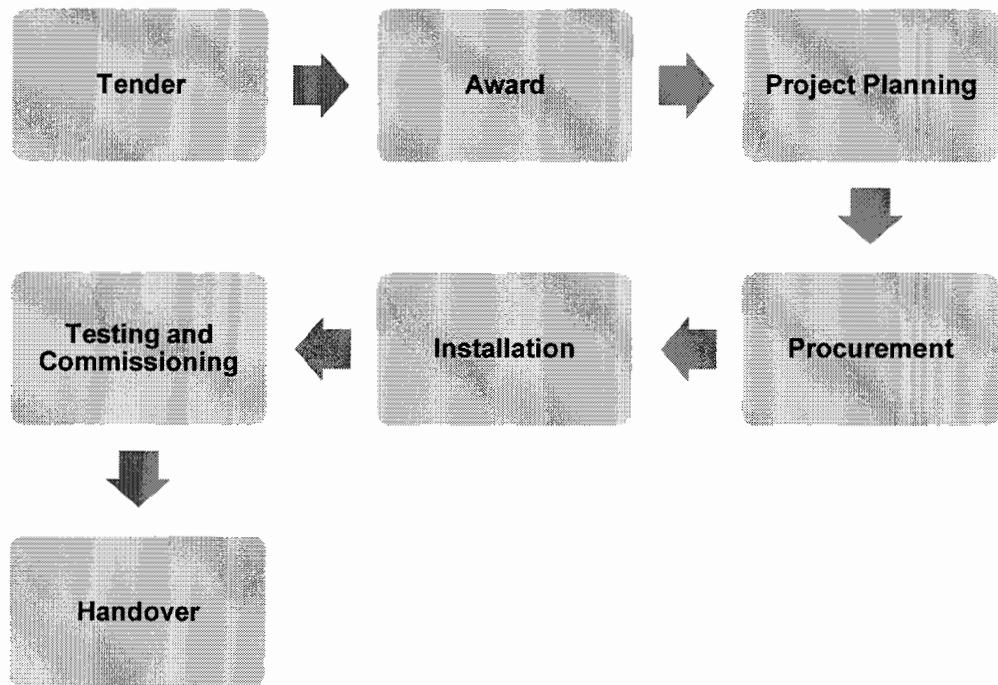 Tender
Award
Project Planning
Procurement
Installation
Testing and
Commissioning
Handover